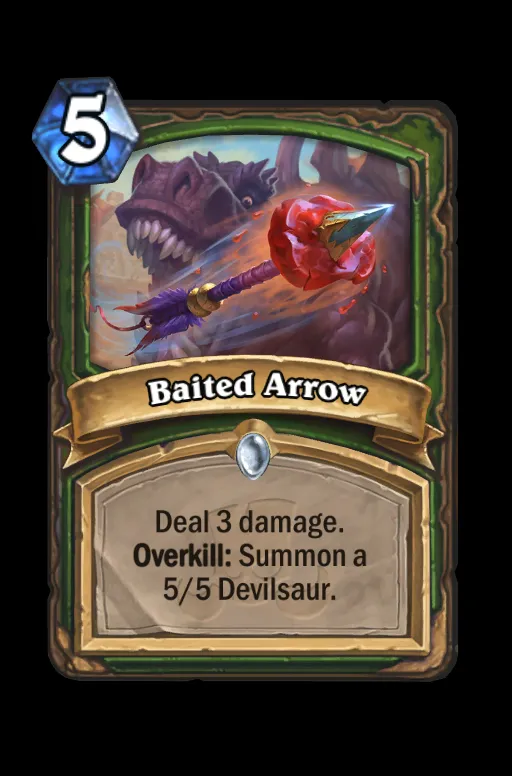 5
Baited Arrow
Deal 3 damage.
Overkill: Summon a
5/5 Devilsaur.